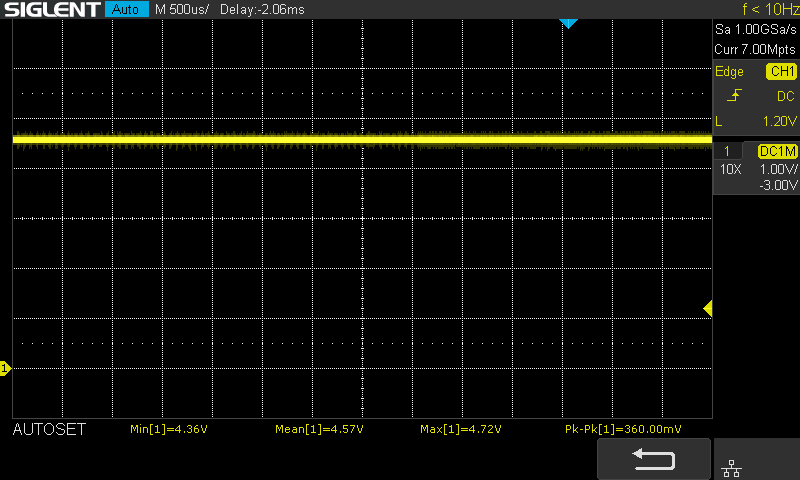 SIGLENT Auto M 500us/ Delay:-2.06ms f < 10Hz
Sa 1.00GSa/s
Curr 7.00Mpts
Edge CH1
DC
L 1.20V
1 DC1M
10X 1.00V/
-3.00V
1
AUTOSET Min[1]=4.36V Mean[1]=4.57V Max[1]=4.72V Pk-Pk[1]=360.00mV